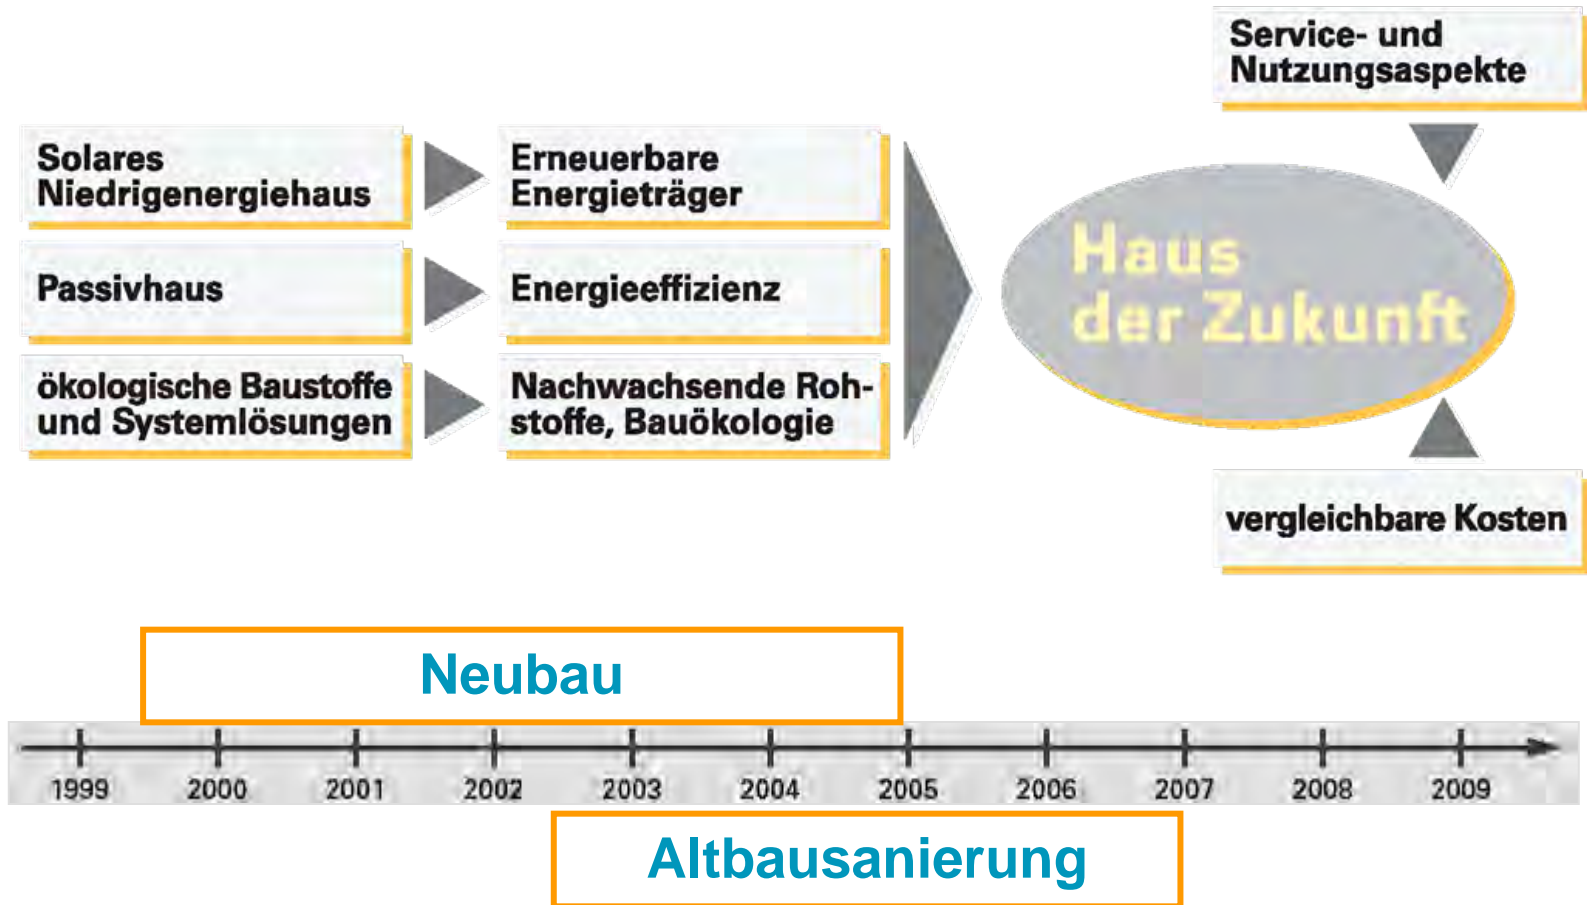 Service- und
Nutzungsaspekte
Solares
Niedrigenergiehaus
Erneuerbare
Energieträger
Passivhaus
Energieeffizienz
Haus
der Zukunft
ökologische Baustoffe
und Systemlösungen
Nachwachsende Roh-
stoffe, Bauökologie
vergleichbare Kosten
Neubau
1999 2000 2001 2002 2003 2004 2005 2006 2007 2008 2009
Altbausanierung